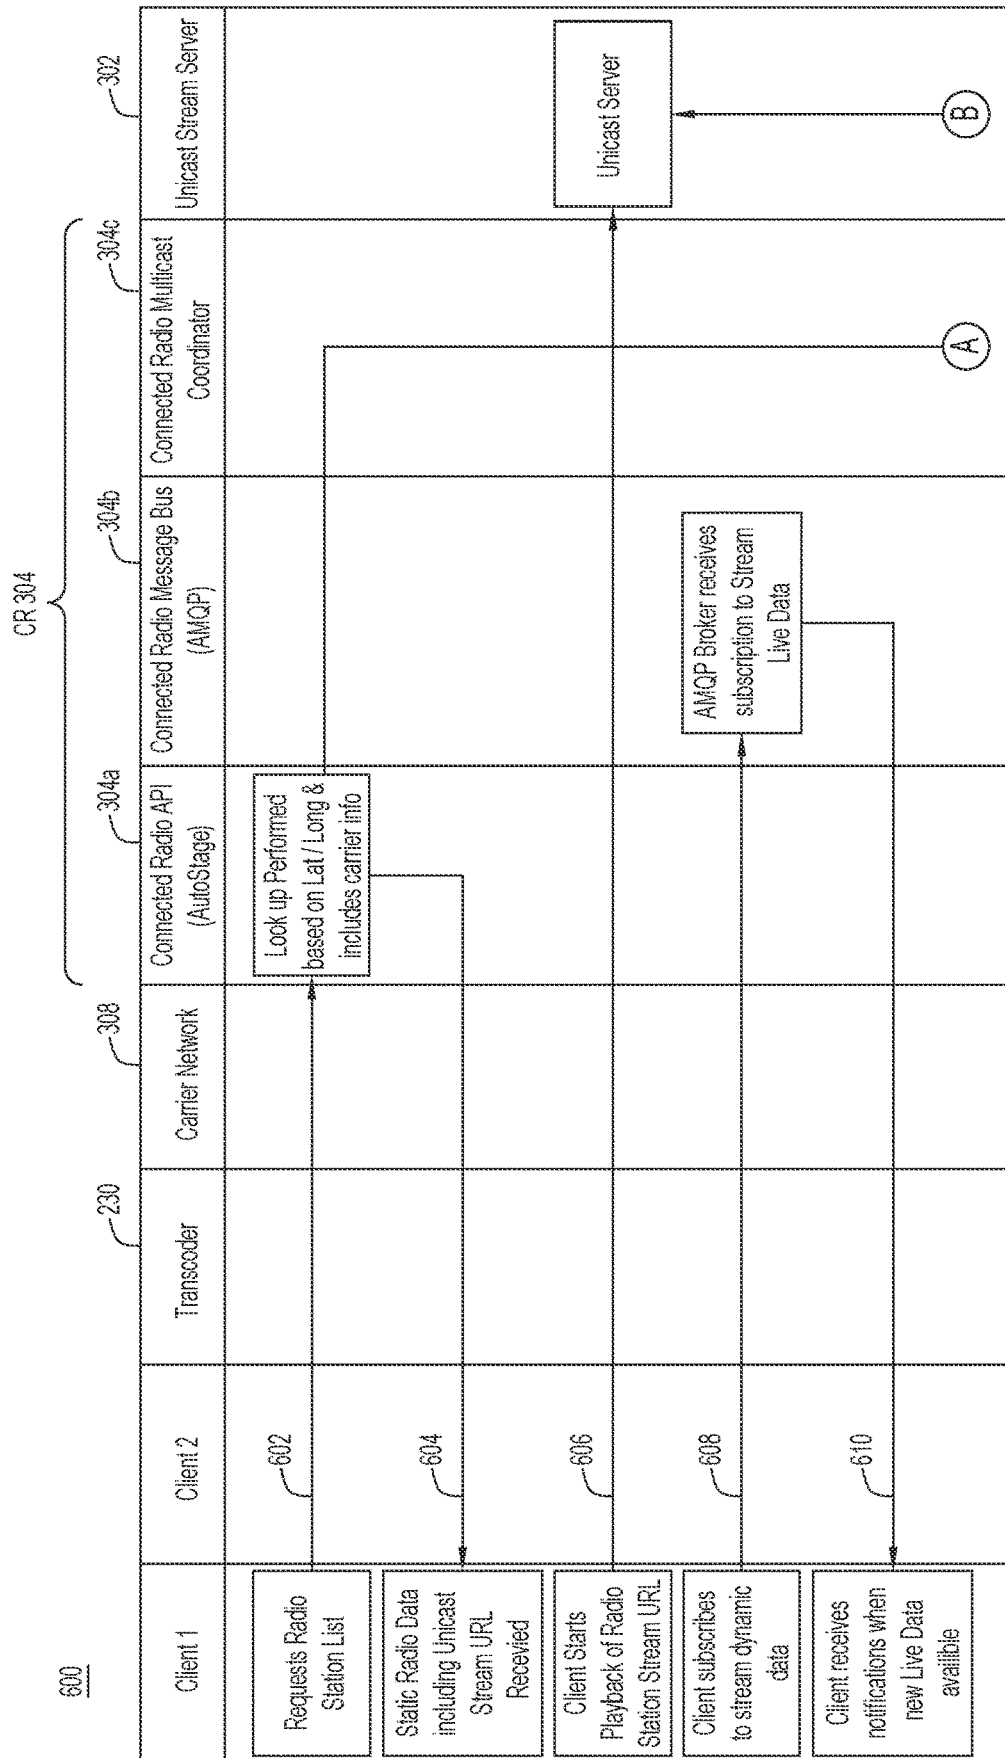 600
CR 304
230
308
304a
304b
304c
302
Client 1
Client 2
Transcoder
Carrier Network
Connected Radio API
(AutoStage)
Connected Radio Message Bus
(AMQP)
Connected Radio Multicast
Coordinator
Unicast Stream Server
Requests Radio
Station List
602
Look up Performed
based on Lat / Long &
includes carrier info
Static Radio Data
including Unicast
Stream URL
Recevied
604
Client Starts
Playback of Radio
Station Stream URL
606
Unicast Server
Client subscribes
to stream dynamic
data
608
AMQP Broker receives
subscription to Stream
Live Data
Client receives
notifications when
new Live Data
availible
610
A
B